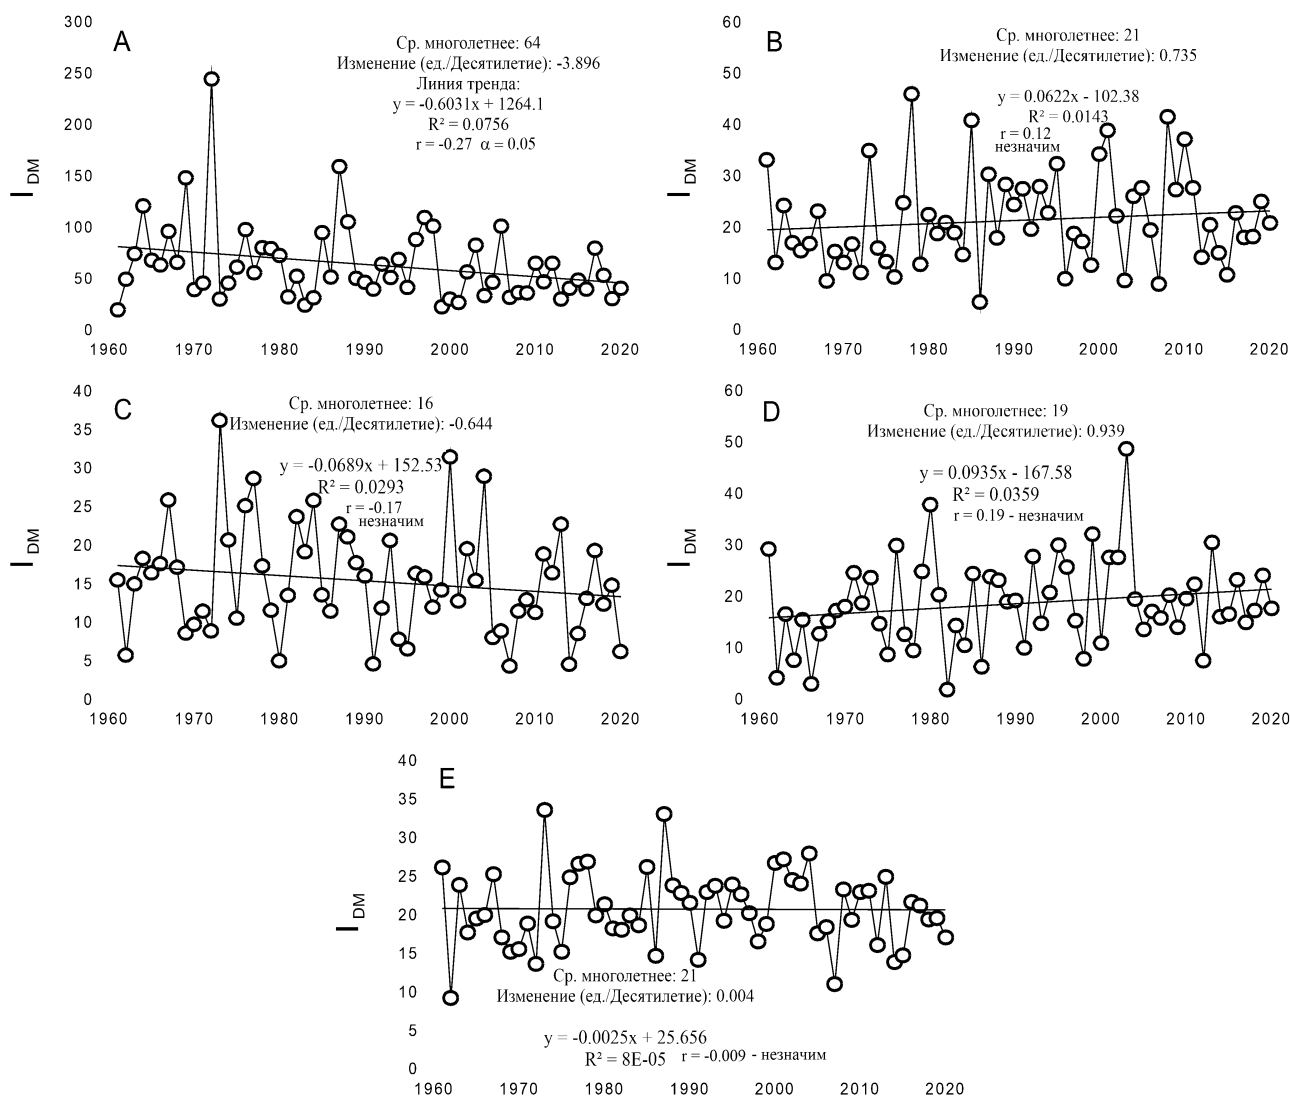 A
Ср. многолетнее: 64
Изменение (ед./Десятилетие): -3.896
Линия тренда:
y = -0.6031x + 1264.1
R² = 0.0756
r = -0.27 α = 0.05
I DM
300
250
200
150
100
50
0
1960 1970 1980 1990 2000 2010 2020
B
Ср. многолетнее: 21
Изменение (ед./Десятилетие): 0.735
y = 0.0622x - 102.38
R² = 0.0143
r = 0.12
незначим
I DM
60
50
40
30
20
10
0
1960 1970 1980 1990 2000 2010 2020
C
Ср. многолетнее: 16
Изменение (ед./Десятилетие): -0.644
y = -0.0689x + 152.53
R² = 0.0293
r = -0.17
незначим
I DM
40
35
30
25
20
15
10
5
0
1960 1970 1980 1990 2000 2010 2020
D
Ср. многолетнее: 19
Изменение (ед./Десятилетие): 0.939
y = 0.0935x - 167.58
R² = 0.0359
r = 0.19 - незначим
I DM
60
50
40
30
20
10
0
1960 1970 1980 1990 2000 2010 2020
E
I DM
40
35
30
25
20
15
10
5
0
Ср. многолетнее: 21
Изменение (ед./Десятилетие): 0.004
y = -0.0025x + 25.656
R² = 8E-05 r = -0.009 - незначим
1960 1970 1980 1990 2000 2010 2020